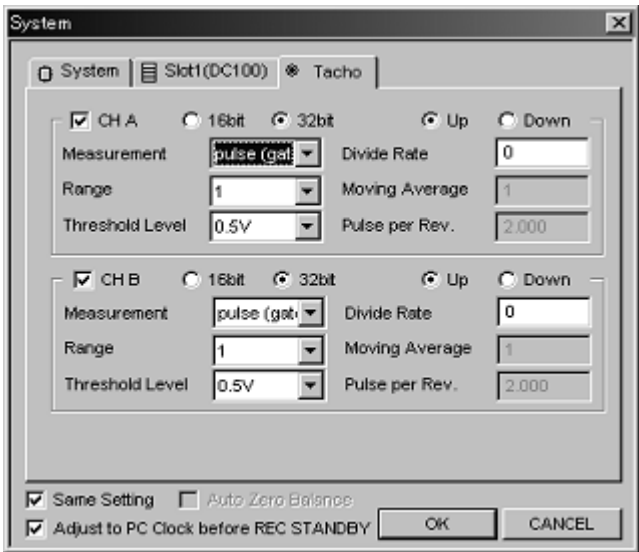 System
System Slot1(DC100) Tacho
CH A 16bit 32bit Up Down
Measurement pulse (gat Divide Rate 0
Range 1 Moving Average 1
Threshold Level 0.5V Pulse per Rev. 2.000
CH B 16bit 32bit Up Down
Measurement pulse (gat Divide Rate 0
Range 1 Moving Average 1
Threshold Level 0.5V Pulse per Rev. 2.000
Same Setting Auto Zero Balance
Adjust to PC Clock before REC STANDBY OK CANCEL